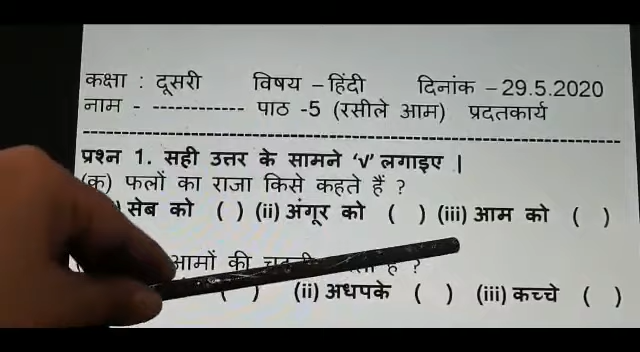 कक्षा : दूसरी विषय – हिंदी दिनांक – 29.5.2020
नाम - ------------ पाठ -5 (रसीले आम) प्रदतकार्य
--------------------------------------------------------------------------------
प्रश्न 1. सही उत्तर के सामने ‘√’ लगाइए |
(क) फलों का राजा किसे कहते हैं ?
सेब को ( ) (ii) अंगूर को ( ) (iii) आम को ( )
आमों की है ?
( ) (ii) अधपके ( ) (iii) कच्चे ( )